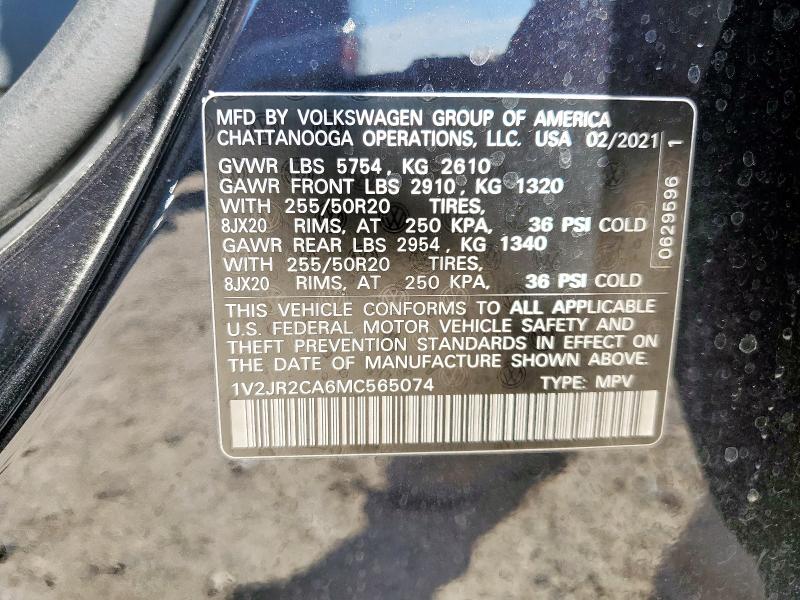 MFD BY VOLKSWAGEN GROUP OF AMERICA
CHATTANOOGA OPERATIONS, LLC. USA 02/2021
GVWR LBS 5754, KG 2610
GAWR FRONT LBS 2910, KG 1320
WITH 255/50R20 TIRES,
8JX20 RIMS, AT 250 KPA, 36 PSI COLD
GAWR REAR LBS 2954, KG 1340
WITH 255/50R20 TIRES,
8JX20 RIMS, AT 250 KPA, 36 PSI COLD
THIS VEHICLE CONFORMS TO ALL APPLICABLE
U.S. FEDERAL MOTOR VEHICLE SAFETY AND
THEFT PREVENTION STANDARDS IN EFFECT ON
THE DATE OF MANUFACTURE SHOWN ABOVE.
1V2JR2CA6MC565074 TYPE: MPV
0629596 1